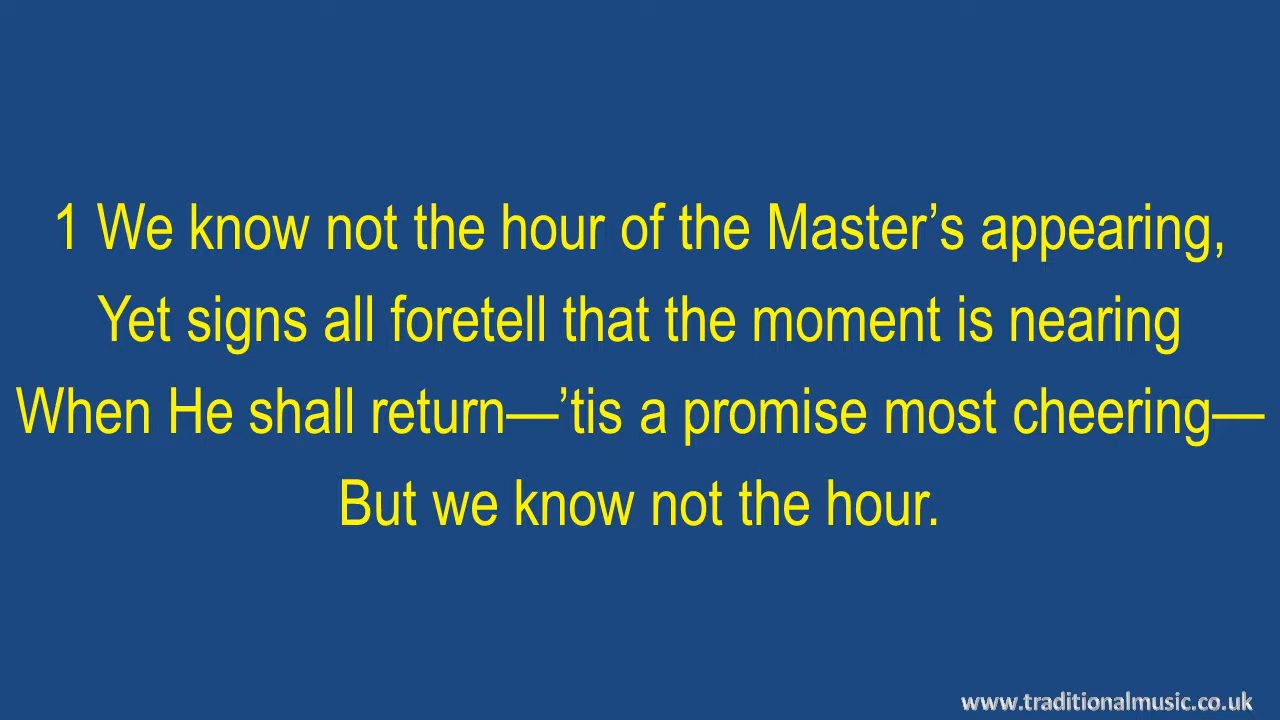 1 We know not the hour of the Master’s appearing,
Yet signs all foretell that the moment is nearing
When He shall return—’tis a promise most cheering—
But we know not the hour.
www.traditionalmusic.co.uk